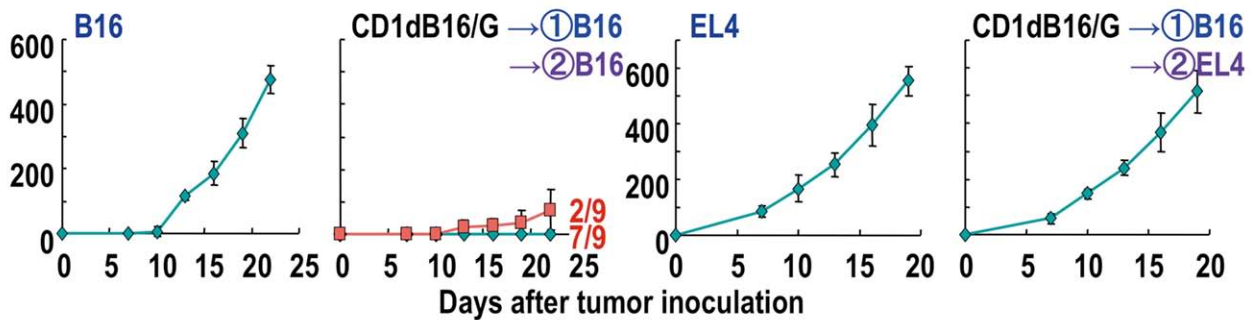 B16
CD1dB16/G →①B16
→②B16
EL4
CD1dB16/G →①B16
→②EL4
600
400
200
0
600
400
200
0
2/9
7/9
0 5 10 15 20 25
0 5 10 15 20 25
0 5 10 15 20
0 5 10 15 20
Days after tumor inoculation